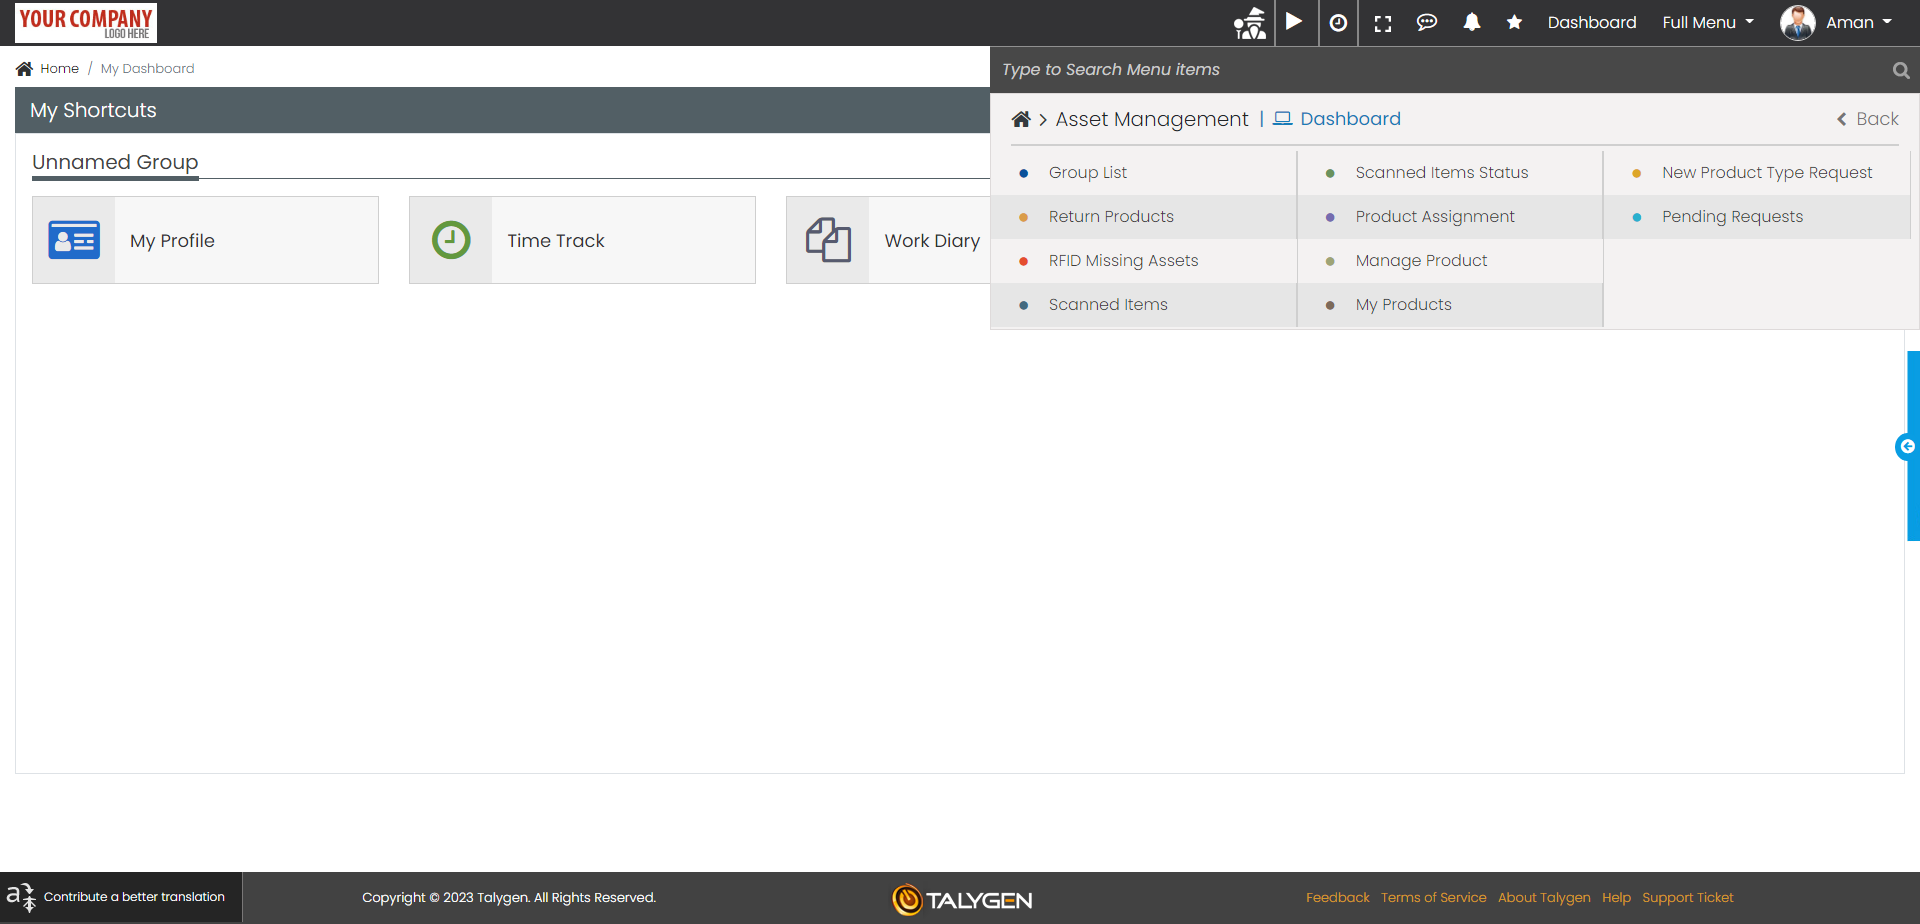 YOUR COMPANY
LOGO HERE
Dashboard
Full Menu
Aman
Home / My Dashboard
Type to Search Menu items
My Shortcuts
> Asset Management | Dashboard
Back
Group List
Scanned Items Status
New Product Type Request
Return Products
Product Assignment
Pending Requests
RFID Missing Assets
Manage Product
Scanned Items
My Products
Unnamed Group
My Profile
Time Track
Work Diary
Contribute a better translation
Copyright © 2023 Talygen. All Rights Reserved.
TALYGEN
Feedback Terms of Service About Talygen Help Support Ticket